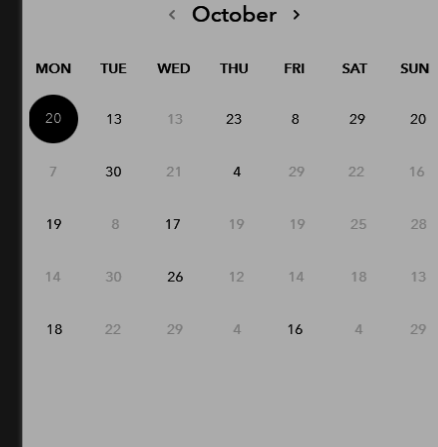 ‹ October ›
MON TUE WED THU FRI SAT SUN
20 13 13 23 8 29 20
7 30 21 4 29 22 16
19 8 17 19 19 25 28
14 30 26 12 14 18 13
18 22 29 4 16 4 29